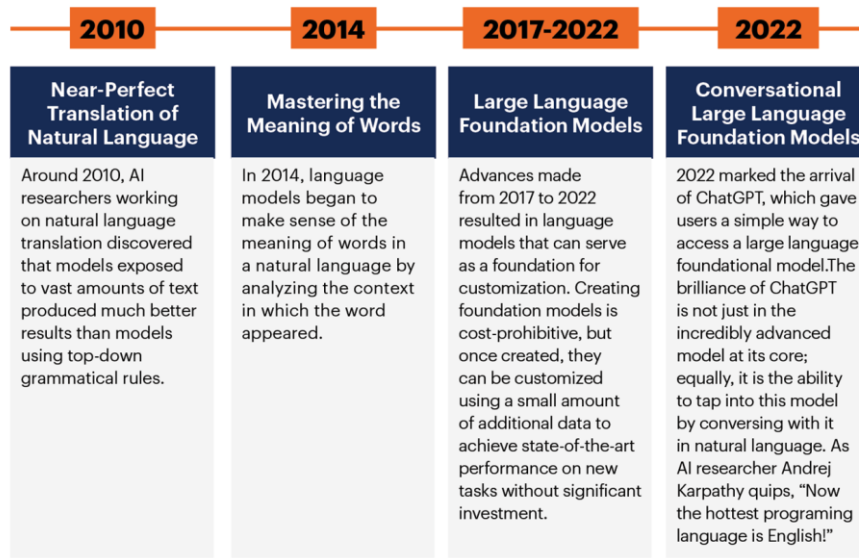 2010
2014
2017-2022
2022
Near-Perfect
Translation of
Natural Language
Around 2010, AI
researchers working
on natural language
translation discovered
that models exposed
to vast amounts of text
produced much better
results than models
using top-down
grammatical rules.
Mastering the
Meaning of Words
In 2014, language
models began to
make sense of the
meaning of words in
a natural language by
analyzing the context
in which the word
appeared.
Large Language
Foundation Models
Advances made
from 2017 to 2022
resulted in language
models that can serve
as a foundation for
customization. Creating
foundation models is
cost-prohibitive, but
once created, they
can be customized
using a small amount
of additional data to
achieve state-of-the-art
performance on new
tasks without significant
investment.
Conversational
Large Language
Foundation Models
2022 marked the arrival
of ChatGPT, which gave
users a simple way to
access a large language
foundational model.The
brilliance of ChatGPT
is not just in the
incredibly advanced
model at its core;
equally, it is the ability
to tap into this model
by conversing with it
in natural language. As
AI researcher Andrej
Karpathy quips, “Now
the hottest programing
language is English!”